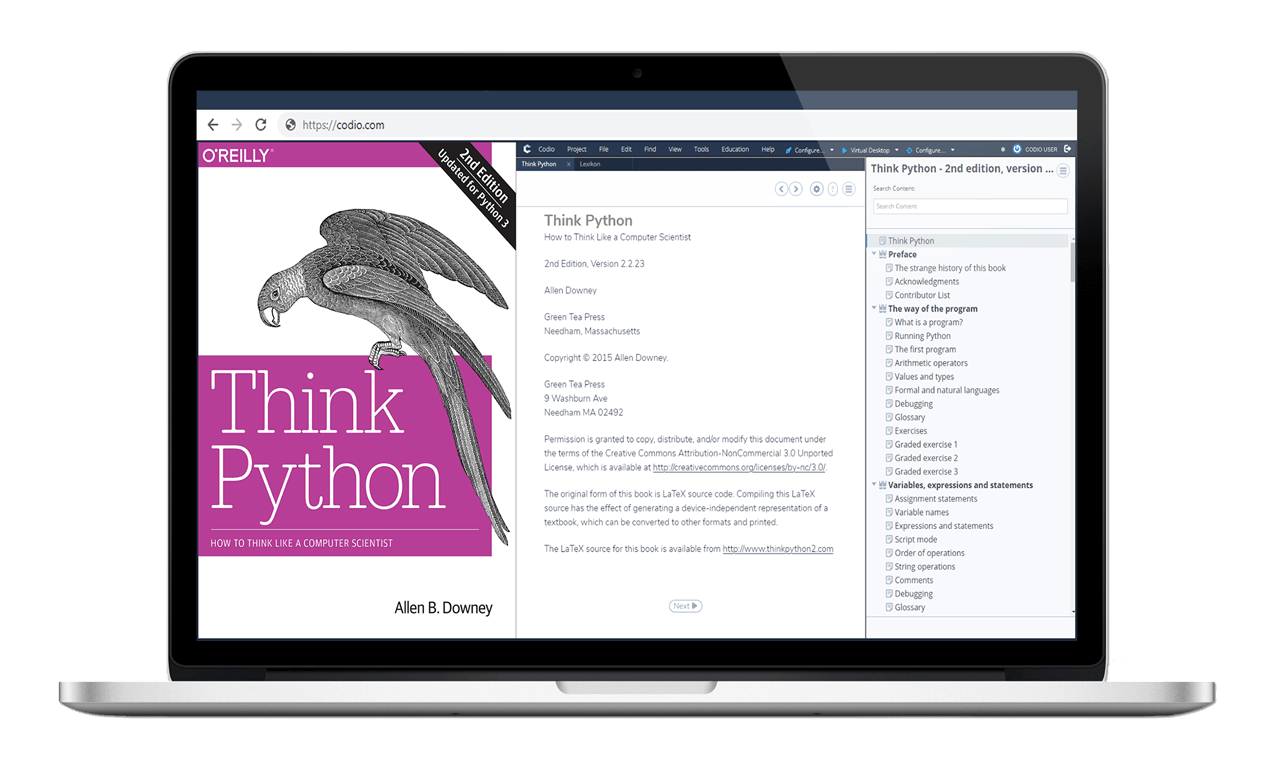 https://codio.com
O'REILLY®
2nd Edition
Updated for Python 3
Think
Python
HOW TO THINK LIKE A COMPUTER SCIENTIST
Allen B. Downey
Codio Project File Edit Find View Tools Education Help Configure... Virtual Desktop Configure... CODIO USER
Think Python × Lexikon
Think Python
How to Think Like a Computer Scientist
2nd Edition, Version 2.2.23
Allen Downey
Green Tea Press
Needham, Massachusetts
Copyright © 2015 Allen Downey.
Green Tea Press
9 Washburn Ave
Needham MA 02492
Permission is granted to copy, distribute, and/or modify this document under
the terms of the Creative Commons Attribution-NonCommercial 3.0 Unported
License, which is available at http://creativecommons.org/licenses/by-nc/3.0/.
The original form of this book is LaTeX source code. Compiling this LaTeX
source has the effect of generating a device-independent representation of a
textbook, which can be converted to other formats and printed.
The LaTeX source for this book is available from http://www.thinkpython2.com
Next
Think Python - 2nd edition, version ...
Search Content:
Search Content
Think Python
Preface
The strange history of this book
Acknowledgments
Contributor List
The way of the program
What is a program?
Running Python
The first program
Arithmetic operators
Values and types
Formal and natural languages
Debugging
Glossary
Exercises
Graded exercise 1
Graded exercise 2
Graded exercise 3
Variables, expressions and statements
Assignment statements
Variable names
Expressions and statements
Script mode
Order of operations
String operations
Comments
Debugging
Glossary